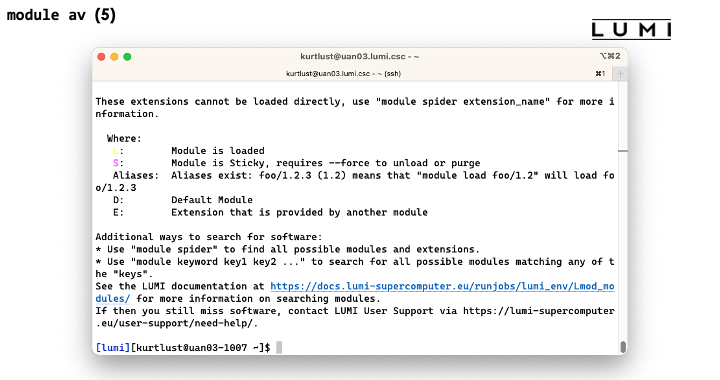 module av (5)
LUMI
kurtlust@uan03.lumi.csc - ~
⌥⌘2
kurtlust@uan03.lumi.csc - ~ (ssh)
⌘1
+
These extensions cannot be loaded directly, use "module spider extension_name" for more i
nformation.
Where:
L: Module is loaded
S: Module is Sticky, requires --force to unload or purge
Aliases: Aliases exist: foo/1.2.3 (1.2) means that "module load foo/1.2" will load fo
o/1.2.3
D: Default Module
E: Extension that is provided by another module
Additional ways to search for software:
* Use "module spider" to find all possible modules and extensions.
* Use "module keyword key1 key2 ..." to search for all possible modules matching any of t
he "keys".
See the LUMI documentation at https://docs.lumi-supercomputer.eu/runjobs/lumi_env/Lmod_mo
dules/ for more information on searching modules.
If then you still miss software, contact LUMI User Support via https://lumi-supercomputer
.eu/user-support/need-help/.
[lumi][kurtlust@uan03-1007 ~]$